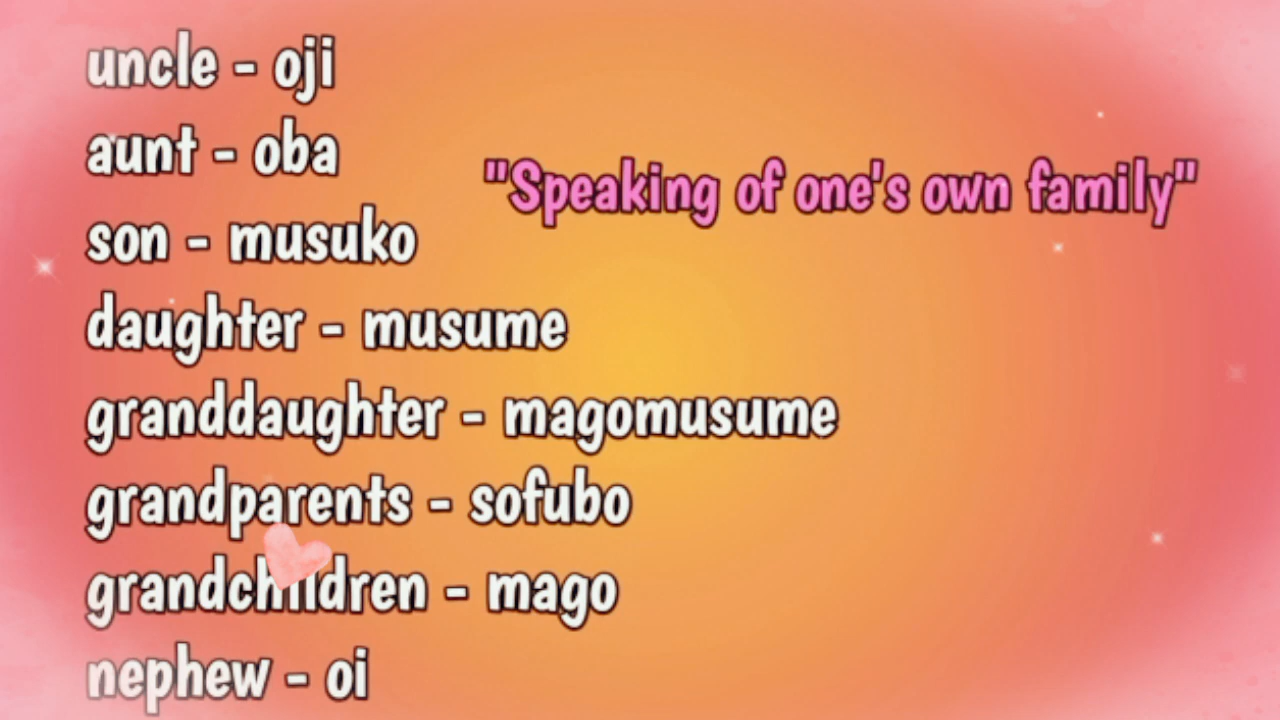 uncle - oji
aunt - oba
"Speaking of one's own family"
son - musuko
daughter - musume
granddaughter - magomusume
grandparents - sofubo
grandchildren - mago
nephew - oi